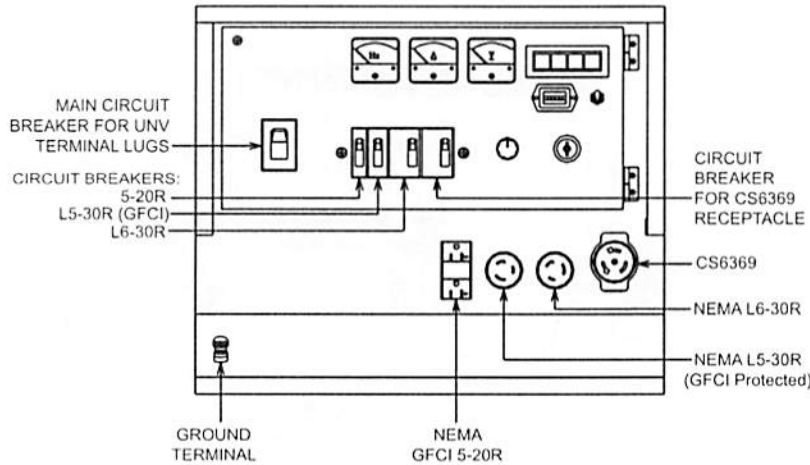 Hz
A
V
MAIN CIRCUIT
BREAKER FOR UNV
TERMINAL LUGS
CIRCUIT BREAKERS:
5-20R
L5-30R (GFCI)
L6-30R
CIRCUIT
BREAKER
FOR CS6369
RECEPTACLE
CS6369
NEMA L6-30R
NEMA L5-30R
(GFCI Protected)
GROUND
TERMINAL
NEMA
GFCI 5-20R